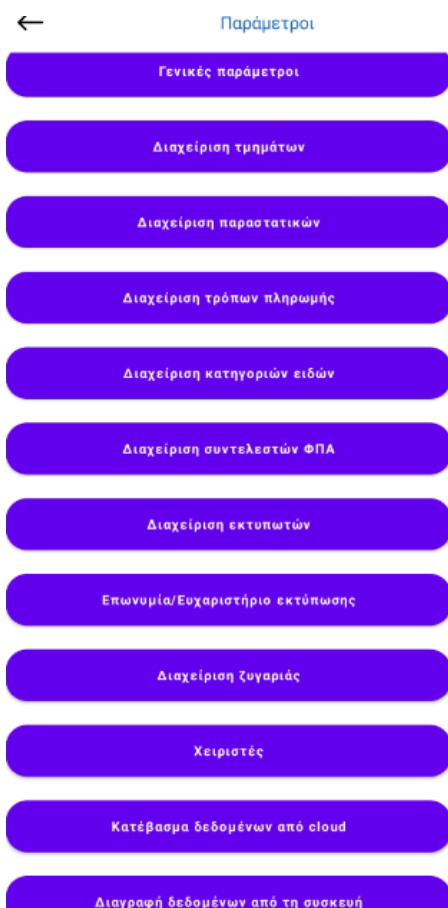 Παράμετροι
Γενικές παράμετροι
Διαχείριση τμημάτων
Διαχείριση παραστατικών
Διαχείριση τρόπων πληρωμής
Διαχείριση κατηγοριών ειδών
Διαχείριση συντελεστών ΦΠΑ
Διαχείριση εκτυπωτών
Επωνυμία/Ευχαριστήριο εκτύπωσης
Διαχείριση ζυγαριάς
Χειριστές
Κατέβασμα δεδομένων από cloud
Διαγραφή δεδομένων από τη συσκευή